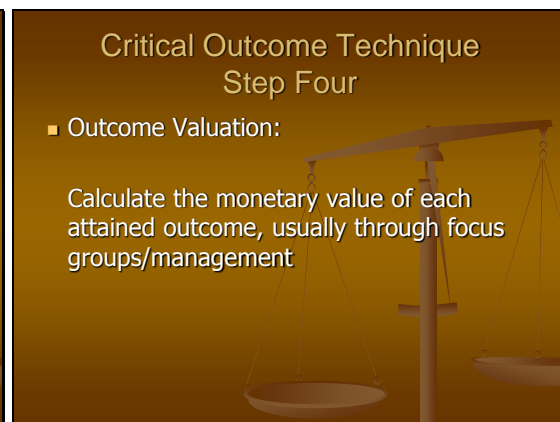 Critical Outcome Technique
Step Four
Outcome Valuation:
Calculate the monetary value of each
attained outcome, usually through focus
groups/management